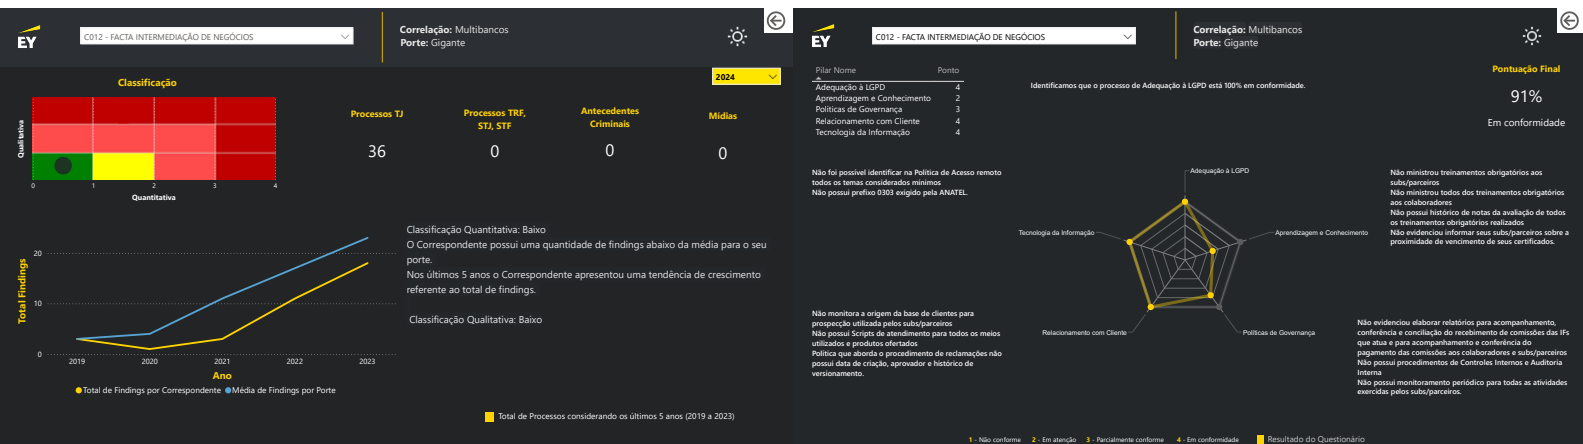 EY
C012 - FACTA INTERMEDIAÇÃO DE NEGÓCIOS
Correlação: Multibancos
Porte: Gigante
Classificação
Qualitativa
0 1 2 3 4
Quantitativa
2024
Processos TJ
36
Processos TRF,
STJ, STF
0
Antecedentes
Criminais
0
Mídias
0
Total Findings
20
10
0
2019 2020 2021 2022 2023
Ano
Total de Findings por Correspondente Média de Findings por Porte
Classificação Quantitativa: Baixo
O Correspondente possui uma quantidade de findings abaixo da média para o seu
porte.
Nos últimos 5 anos o Correspondente apresentou uma tendência de crescimento
referente ao total de findings.
Classificação Qualitativa: Baixo
Total de Processos considerando os últimos 5 anos (2019 a 2023)
EY
C012 - FACTA INTERMEDIAÇÃO DE NEGÓCIOS
Correlação: Multibancos
Porte: Gigante
Pilar Nome Ponto
Adequação à LGPD 4
Aprendizagem e Conhecimento 2
Políticas de Governança 3
Relacionamento com Cliente 4
Tecnologia da Informação 4
Identificamos que o processo de Adequação à LGPD está 100% em conformidade.
Pontuação Final
91%
Em conformidade
Não foi possível identificar na Política de Acesso remoto
todos os temas considerados mínimos
Não possui prefixo 0303 exigido pela ANATEL.
Adequação à LGPD
Tecnologia da Informação
Aprendizagem e Conhecimento
Relacionamento com Cliente
Políticas de Governança
Não ministrou treinamentos obrigatórios aos
subs/parceiros
Não ministrou todos dos treinamentos obrigatórios
aos colaboradores
Não possui histórico de notas da avaliação de todos
os treinamentos obrigatórios realizados
Não evidenciou informar seus subs/parceiros sobre a
proximidade de vencimento de seus certificados.
Não monitora a origem da base de clientes para
prospecção utilizada pelos subs/parceiros
Não possui Scripts de atendimento para todos os meios
utilizados e produtos ofertados
Política que aborda o procedimento de reclamações não
possui data de criação, aprovador e histórico de
versionamento.
Não evidenciou elaborar relatórios para acompanhamento,
conferência e conciliação do recebimento de comissões das IFs
que atua e para acompanhamento e conferência do
pagamento das comissões aos colaboradores e subs/parceiros
Não possui procedimentos de Controles Internos e Auditoria
Interna
Não possui monitoramento periódico para todas as atividades
exercidas pelos subs/parceiros.
1 - Não conforme 2 - Em atenção 3 - Parcialmente conforme 4 - Em conformidade Resultado do Questionário